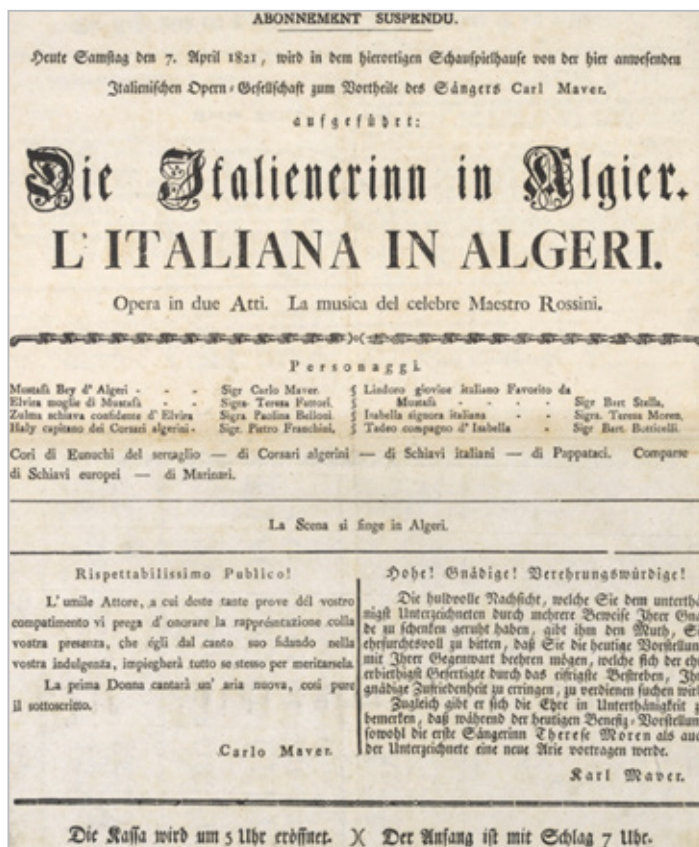 ABONNEMENT SUSPENDU.
Heute Samstag den 7. April 1821, wird in dem hierortigen Schauspielhause von der hier anwesenden
Italienischen Opern-Gesellschaft zum Vortheile des Sängers Carl Maver.
aufgeführt:
Die Italienerinn in Algier.
L'ITALIANA IN ALGERI.
Opera in due Atti. La musica del celebre Maestro Rossini.
Personaggi
Mustafà Bey d' Algeri - - - Sigr Carlo Maver.
Elvira moglie di Mustafà - - Signa. Teresa Fattori.
Zulma schiava confidente d' Elvira Signa Paolina Belloni
Haly capitano dei Corsari algerini - Sigr. Pietro Franchini.
Lindoro giovine italiano Favorito da
Mustafà - - - - Sigr Bart Stella.
Isabella signora italiana - - Signa. Teresa Moren.
Tadeo compagno d' Isabella - Sigr Bart. Botticelli.
Cori di Eunuchi del serraglio — di Corsari algerini — di Schiavi italiani — di Pappataci. Comparse
di Schiavi europei — di Marinari.
La Scena si finge in Algeri.
Rispettabilissimo Publico!
L' umile Attore, a cui deste tante prove del vostro
compatimento vi prega d' onorare la rappresentazione colla
vostra presenza, che egli dal canto suo fidando nella
vostra indulgenza, impiegherà tutto se stesso per meritarsela.
La prima Donna cantarà un' aria nuova, così pure
il sottoscritto.
Carlo Maver.
Hohe! Gnädige! Verehrungswürdige!
Die huldvolle Nachsicht, welche Sie dem unterthä-
nigst Unterzeichneten durch mehrere Beweise Ihrer Gna-
de zu schenken geruht haben, gibt ihm den Muth, Si
ehrfurchtsvoll zu bitten, daß Sie die heutige Vorstellun
mit Ihrer Gegenwart beehren mögen, welche sich der ehr
erbiethigst Gefertigte durch das eifrigste Bestreben, Ihr
gnädige Zufriedenheit zu erringen, zu verdienen suchen wir
Zugleich gibt er sich die Ehre in Unterthänigkeit z
bemerken, daß während der heutigen Benefiz-Vorstellun
sowohl die erste Sängerinn Therese Moren als auc
der Unterzeichnete eine neue Arie vortragen werde.
Karl Maver.
Die Kassa wird um 5 Uhr eröffnet. X Der Anfang ist mit Schlag 7 Uhr.